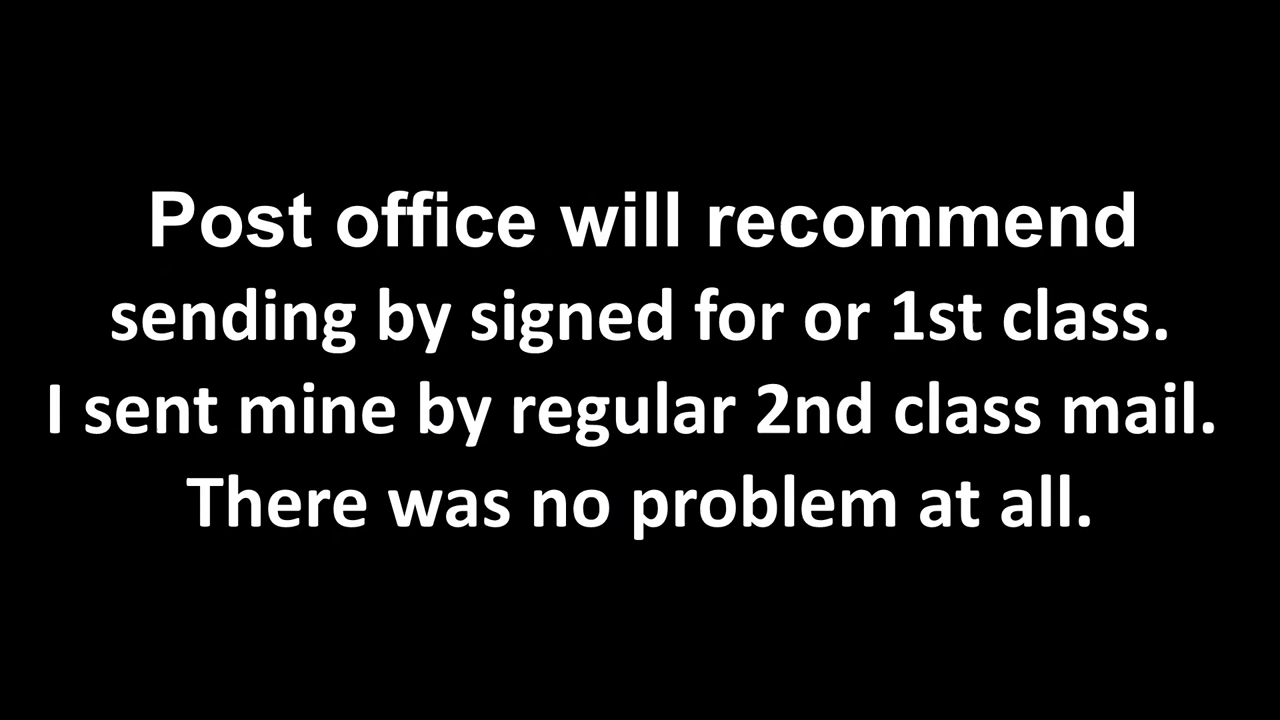 Post office will recommend
sending by signed for or 1st class.
I sent mine by regular 2nd class mail.
There was no problem at all.